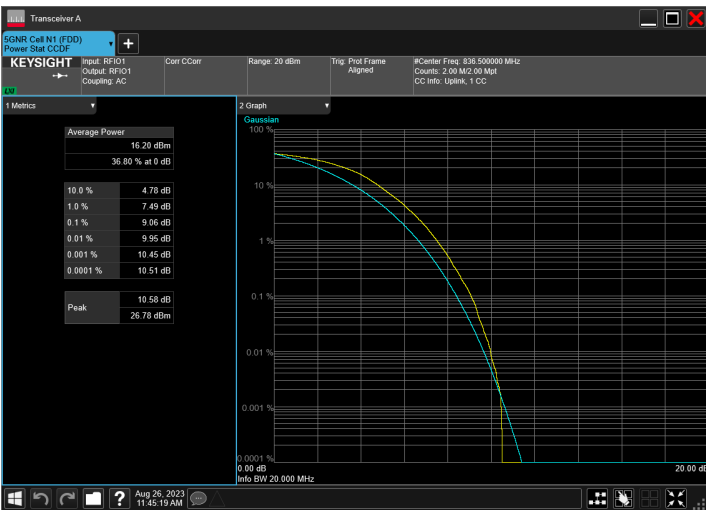 Transceiver A
5GNR Cell N1 (FDD)
Power Stat CCDF
KEYSIGHT
Input: RFIO1
Output: RFIO1
Coupling: AC
Corr CCorr
Range: 20 dBm
Trig: Prot Frame
Aligned
#Center Freq: 836.500000 MHz
Counts: 2.00 M/2.00 Mpt
CC Info: Uplink, 1 CC
LXI
1 Metrics
Average Power
16.20 dBm
36.80 % at 0 dB
10.0 % 4.78 dB
1.0 % 7.49 dB
0.1 % 9.06 dB
0.01 % 9.95 dB
0.001 % 10.45 dB
0.0001 % 10.51 dB
Peak
10.58 dB
26.78 dBm
2 Graph
Gaussian
100 %
10 %
1 %
0.1 %
0.01 %
0.001 %
0.0001 %
0.00 dB
20.00 dB
Info BW 20.000 MHz
?
Aug 26, 2023
11:45:19 AM